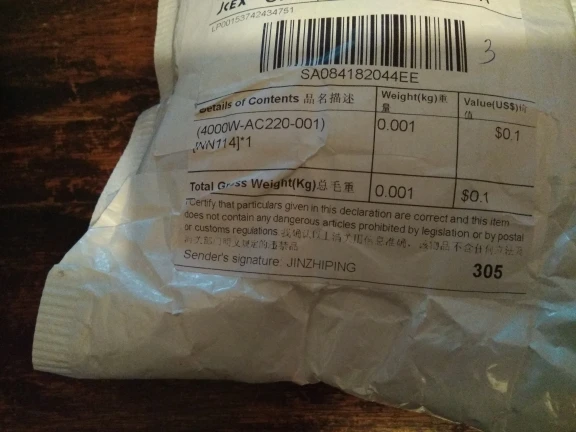 JCEX
LP00153742434751
3
SA084182044EE
Details of Contents 品名描述 Weight(kg)重量 Value(US$)价值
(4000W-AC220-001) 0.001 $0.1
[WN114]*1
Total Gross Weight(Kg)总毛重 0.001 $0.1
I certify that particulars given in this declaration are correct and this item
does not contain any dangerous articles prohibited by legislation or by postal
or customs regulations
Sender's signature: JINZHIPING 305